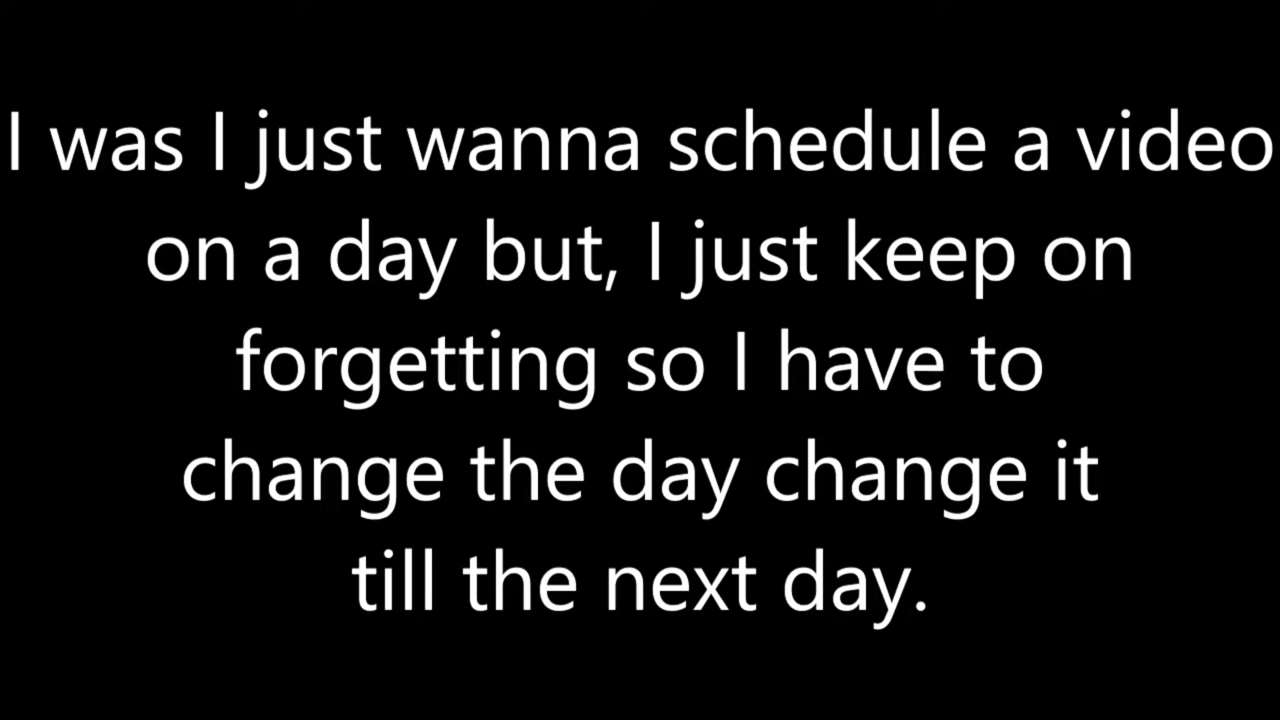 I was I just wanna schedule a video
on a day but, I just keep on
forgetting so I have to
change the day change it
till the next day.